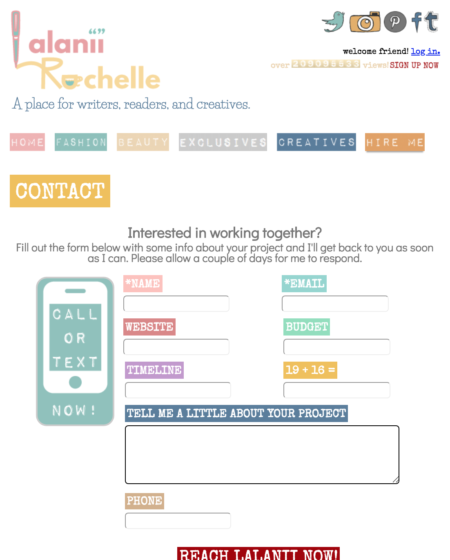 Lalanii
Rochelle
A place for writers, readers, and creatives.
welcome friend! log in.
over views! SIGN UP NOW
HOME FASHION BEAUTY EXCLUSIVES CREATIVES HIRE ME
CONTACT
Interested in working together?
Fill out the form below with some info about your project and I'll get back to you as soon
as I can. Please allow a couple of days for me to respond.
*NAME *EMAIL
CALL
OR
TEXT
NOW!
WEBSITE BUDGET
TIMELINE 19 + 16 =
TELL ME A LITTLE ABOUT YOUR PROJECT
PHONE
REACH LALANII NOW!